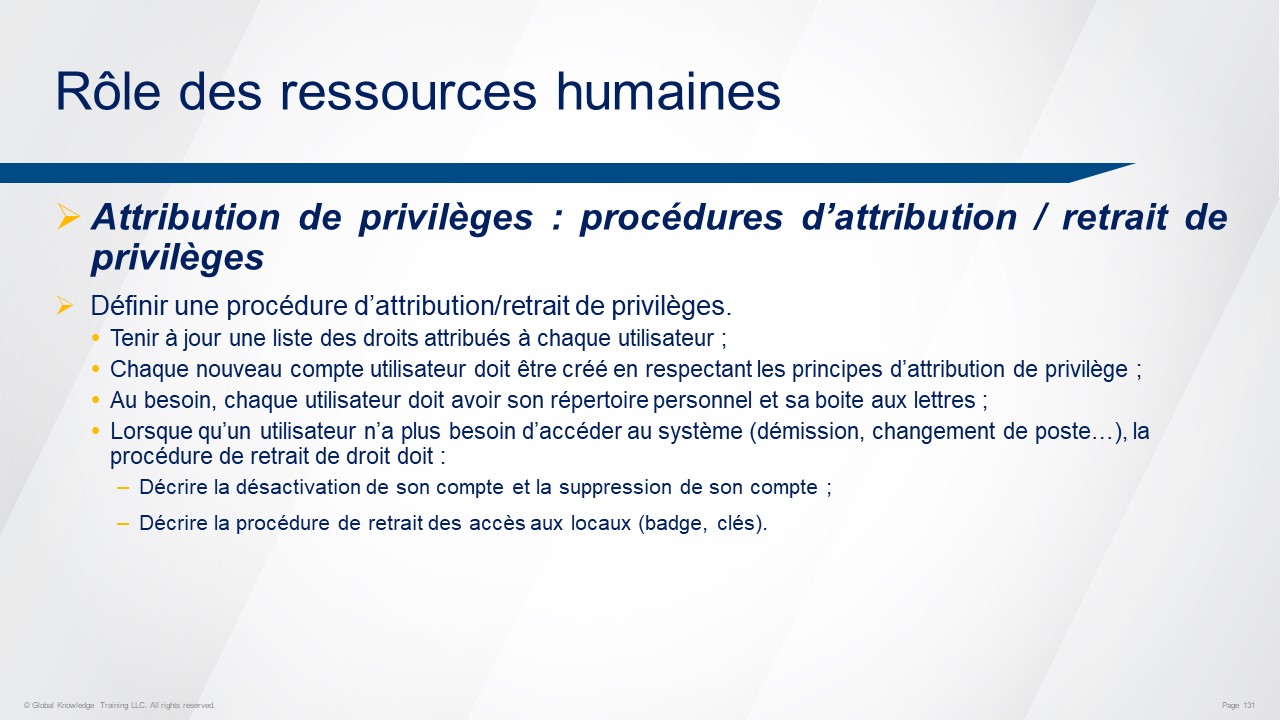 Rôle des ressources humaines
Attribution de privilèges : procédures d’attribution / retrait de
privilèges
Définir une procédure d’attribution/retrait de privilèges.
Tenir à jour une liste des droits attribués à chaque utilisateur ;
Chaque nouveau compte utilisateur doit être créé en respectant les principes d’attribution de privilège ;
Au besoin, chaque utilisateur doit avoir son répertoire personnel et sa boite aux lettres ;
Lorsque qu’un utilisateur n’a plus besoin d’accéder au système (démission, changement de poste…), la
procédure de retrait de droit doit :
– Décrire la désactivation de son compte et la suppression de son compte ;
– Décrire la procédure de retrait des accès aux locaux (badge, clés).
© Global Knowledge Training LLC. All rights reserved.
Page 131